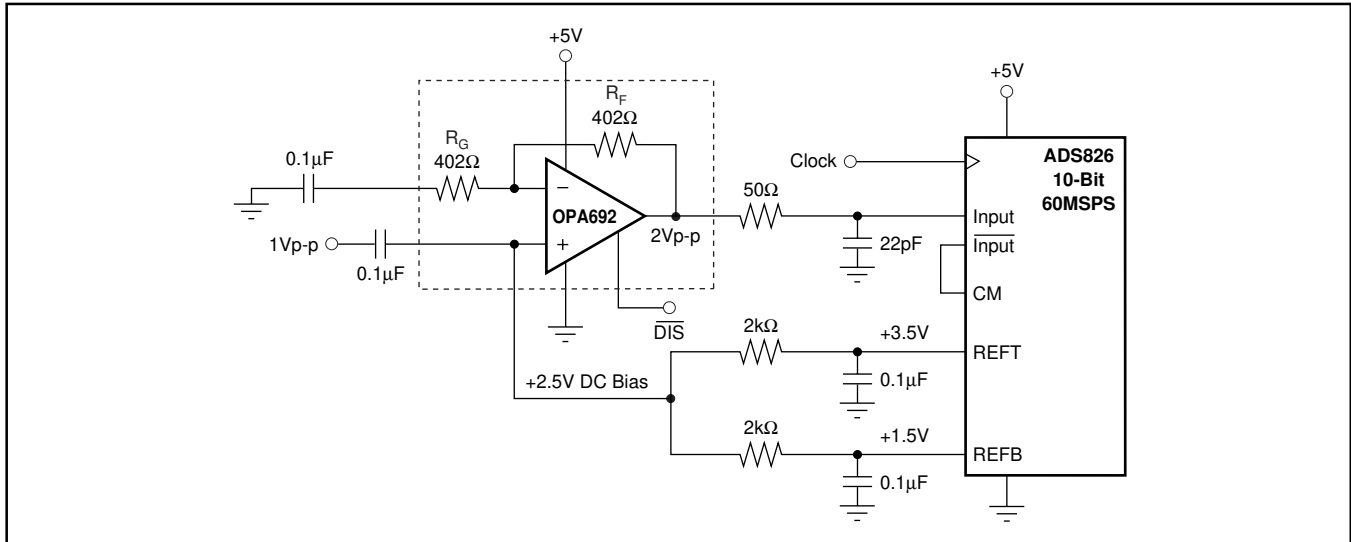 +5V
+5V
R_F
402Ω
R_G
402Ω
0.1µF
Clock
ADS826
10-Bit
60MSPS
−
OPA692
+
50Ω
2Vp-p
Input
1Vp-p
0.1µF
22pF
Input
CM
DIS
2kΩ
+3.5V
REFT
0.1µF
+2.5V DC Bias
2kΩ
+1.5V
REFB
0.1µF